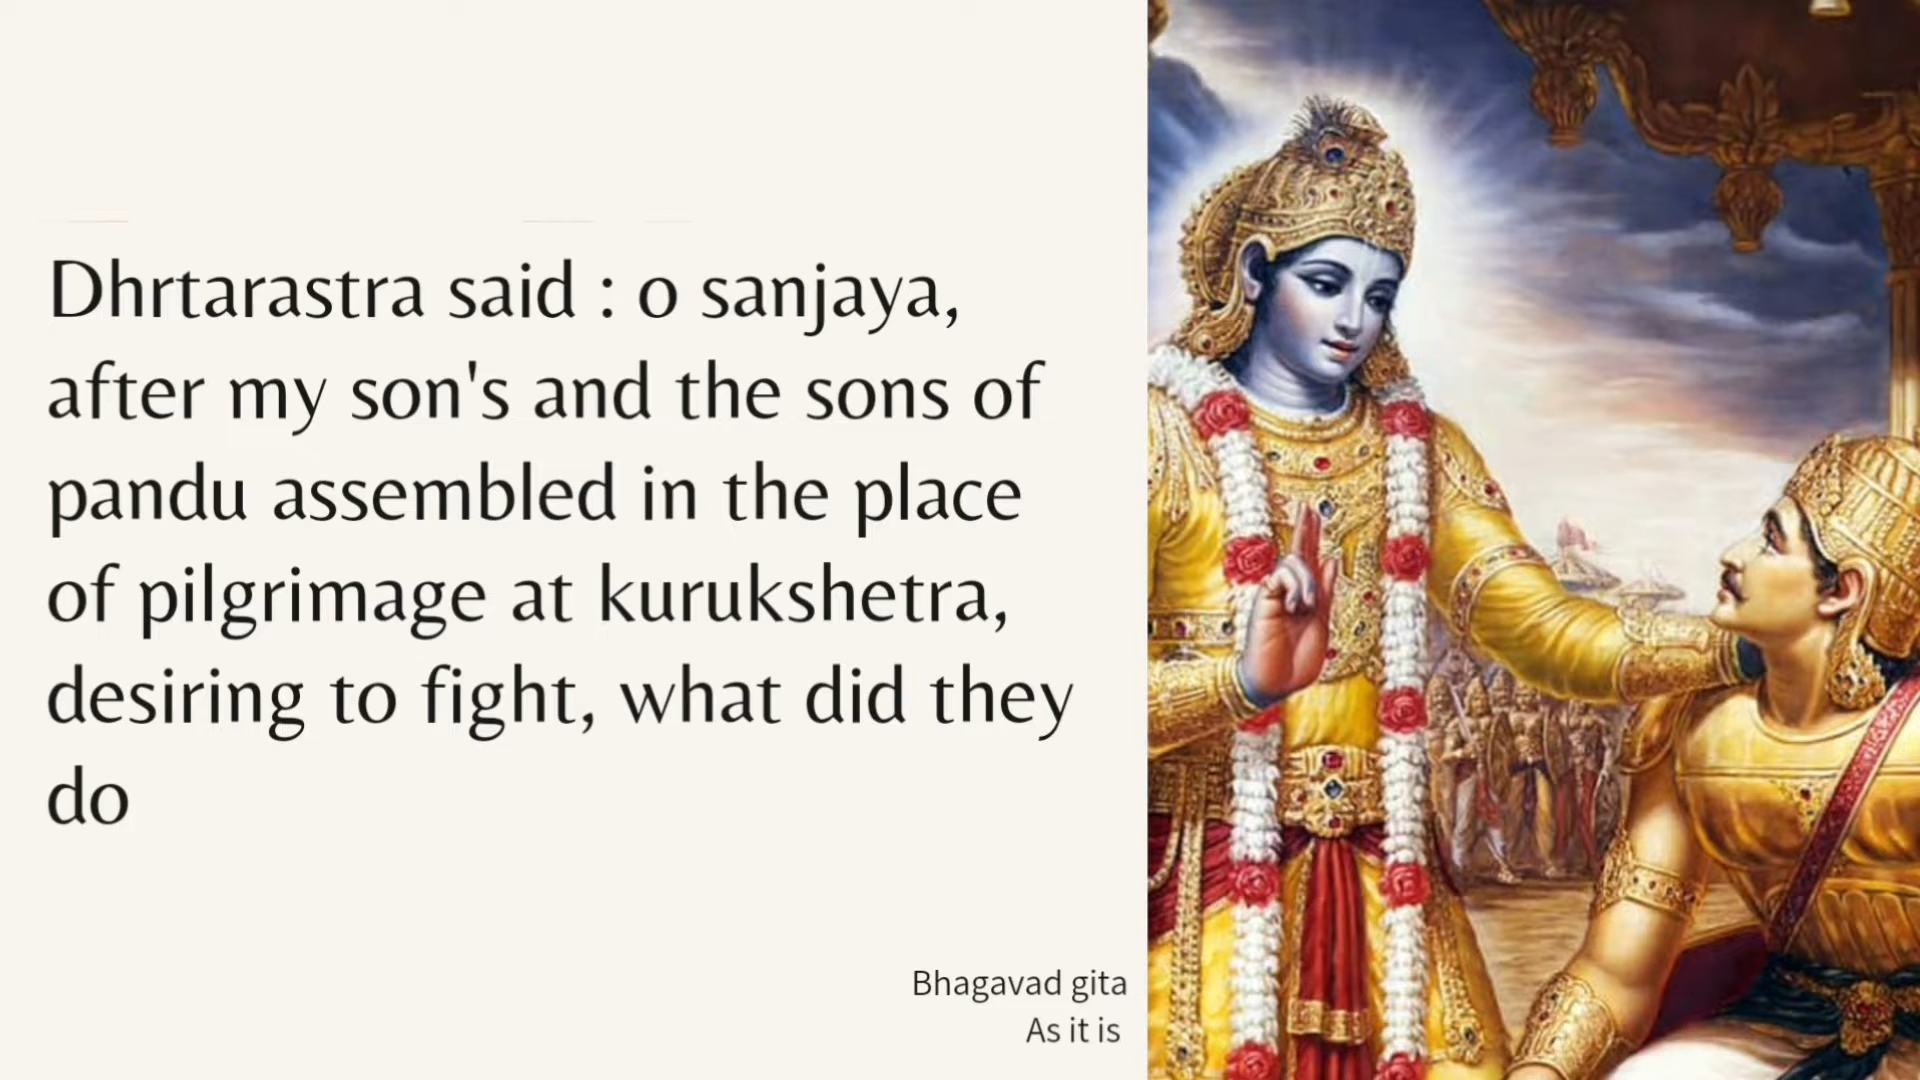 Dhrtarastra said : o sanjaya,
after my son's and the sons of
pandu assembled in the place
of pilgrimage at kurukshetra,
desiring to fight, what did they
do
Bhagavad gita
As it is